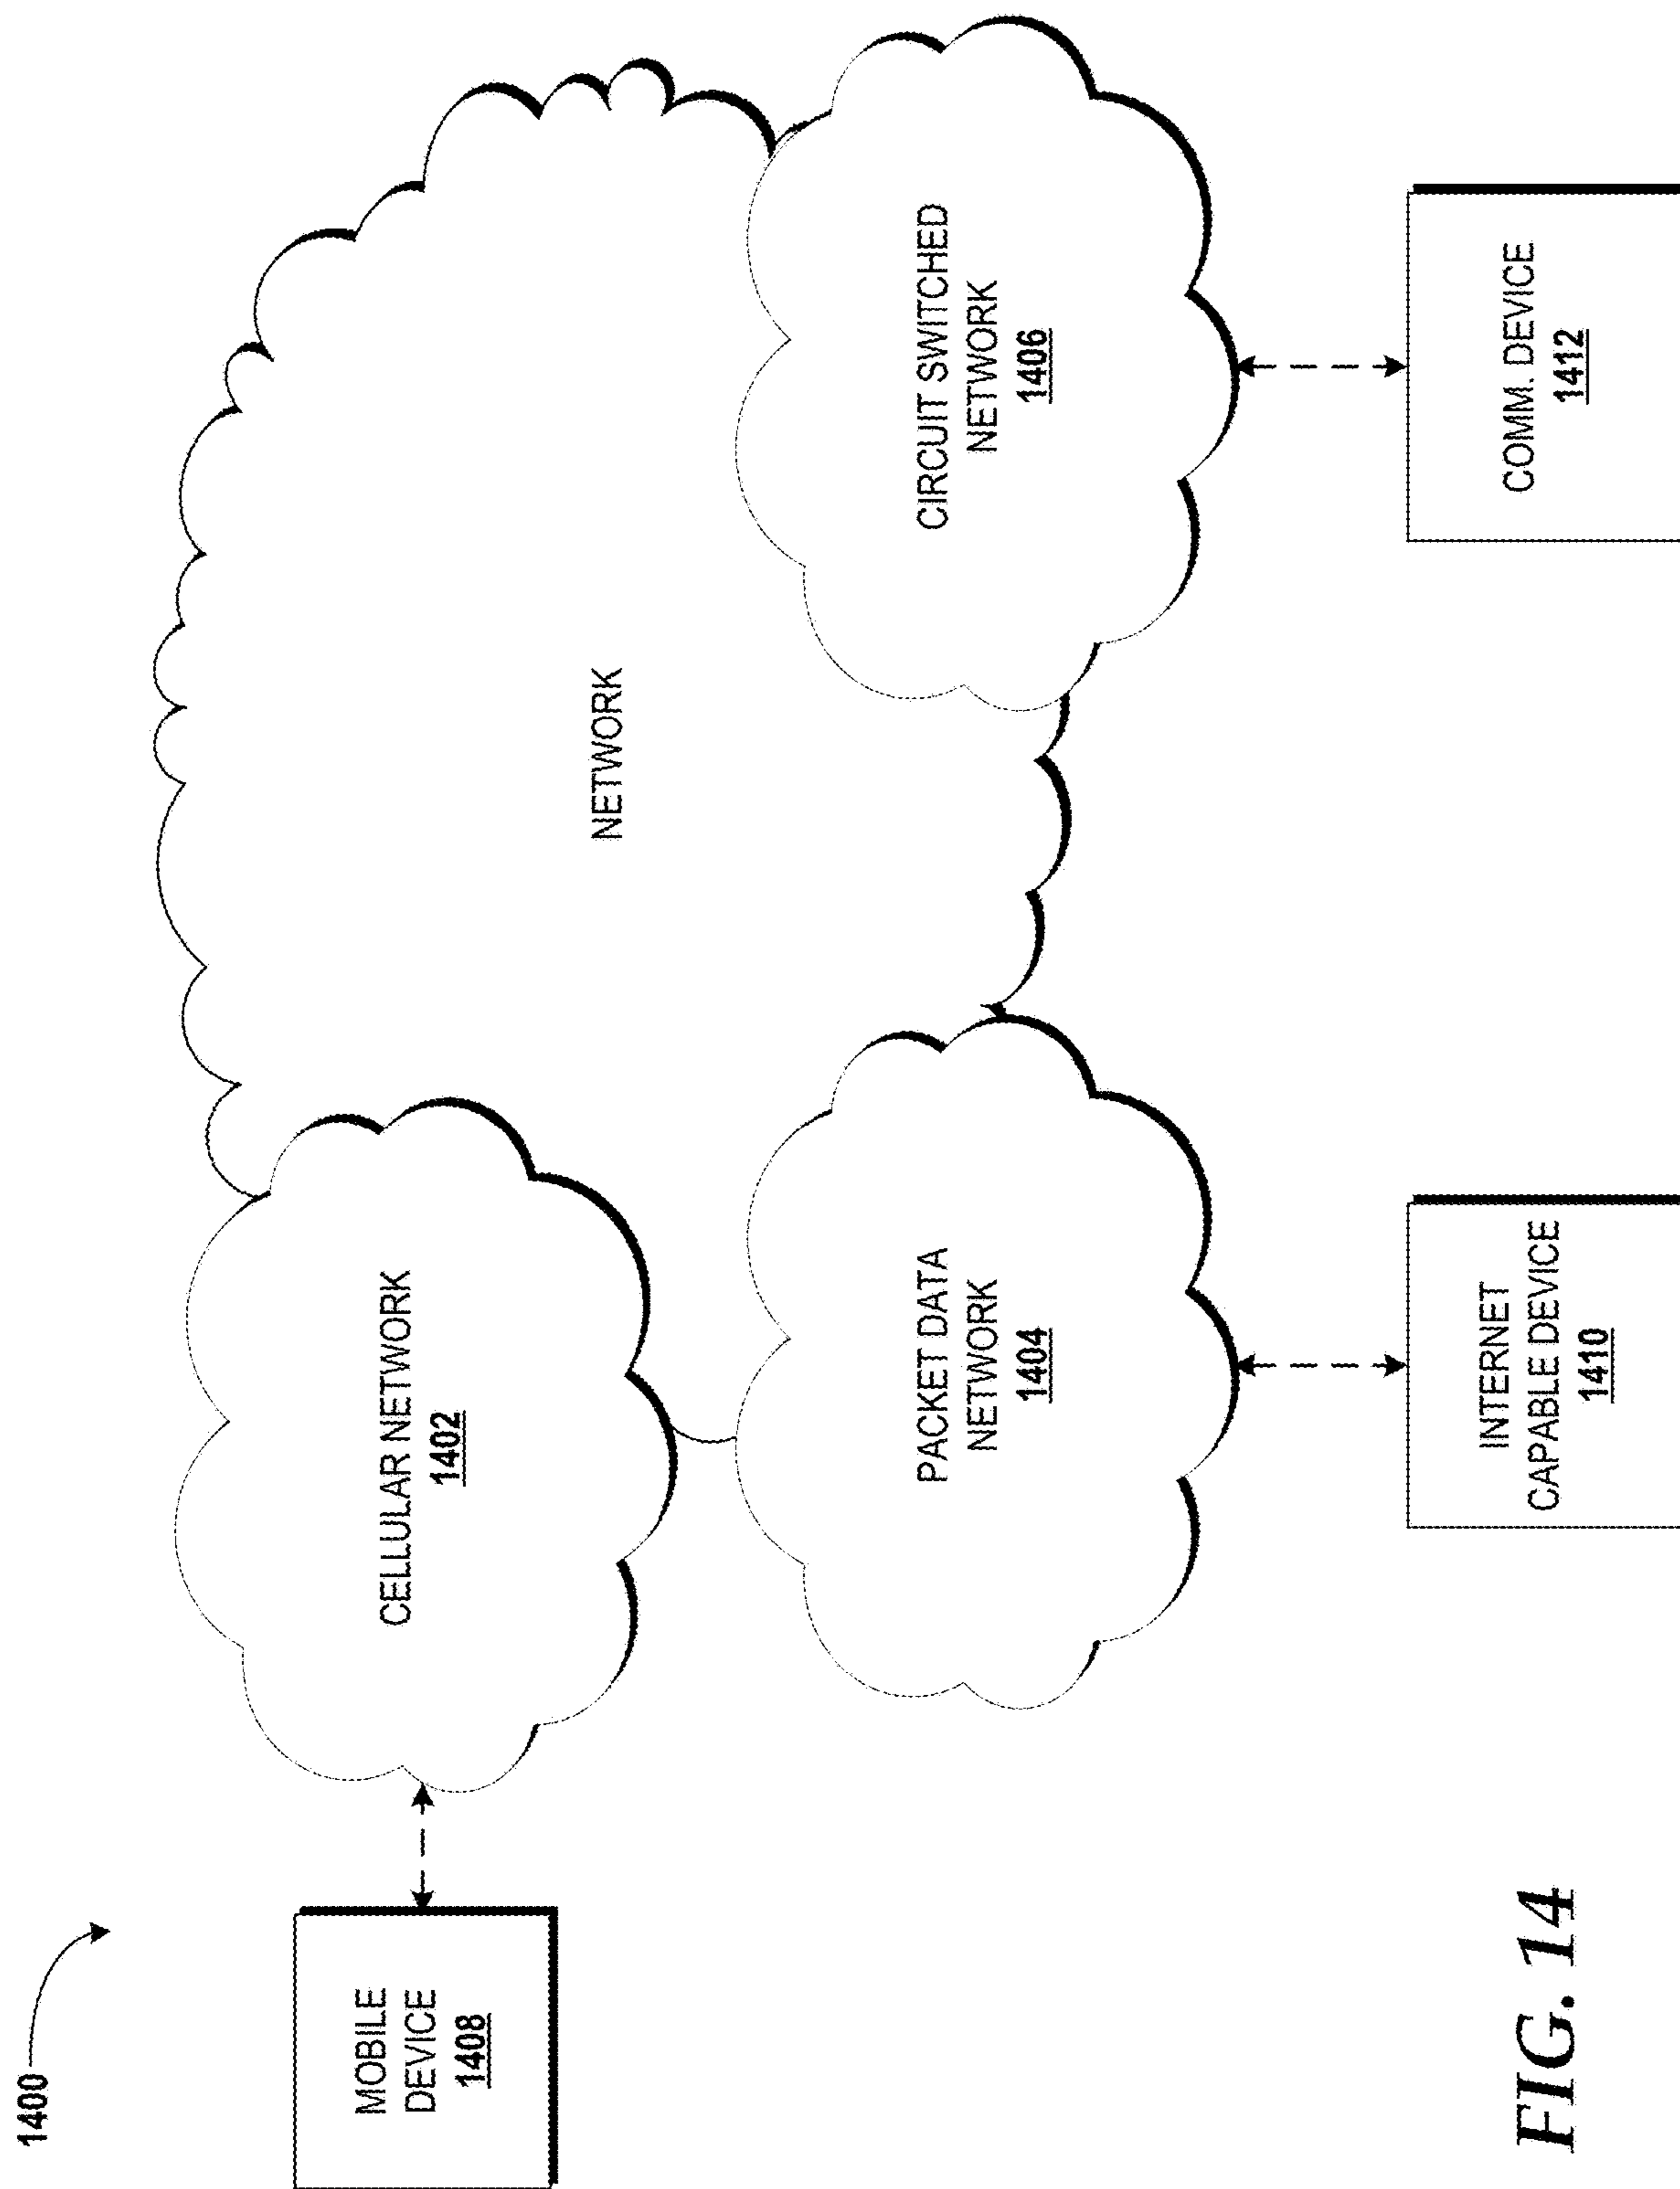 1400
MOBILE
DEVICE
1408
CELLULAR NETWORK
1402
NETWORK
PACKET DATA
NETWORK
1404
CIRCUIT SWITCHED
NETWORK
1406
INTERNET
CAPABLE DEVICE
1410
COMM. DEVICE
1412
FIG. 14